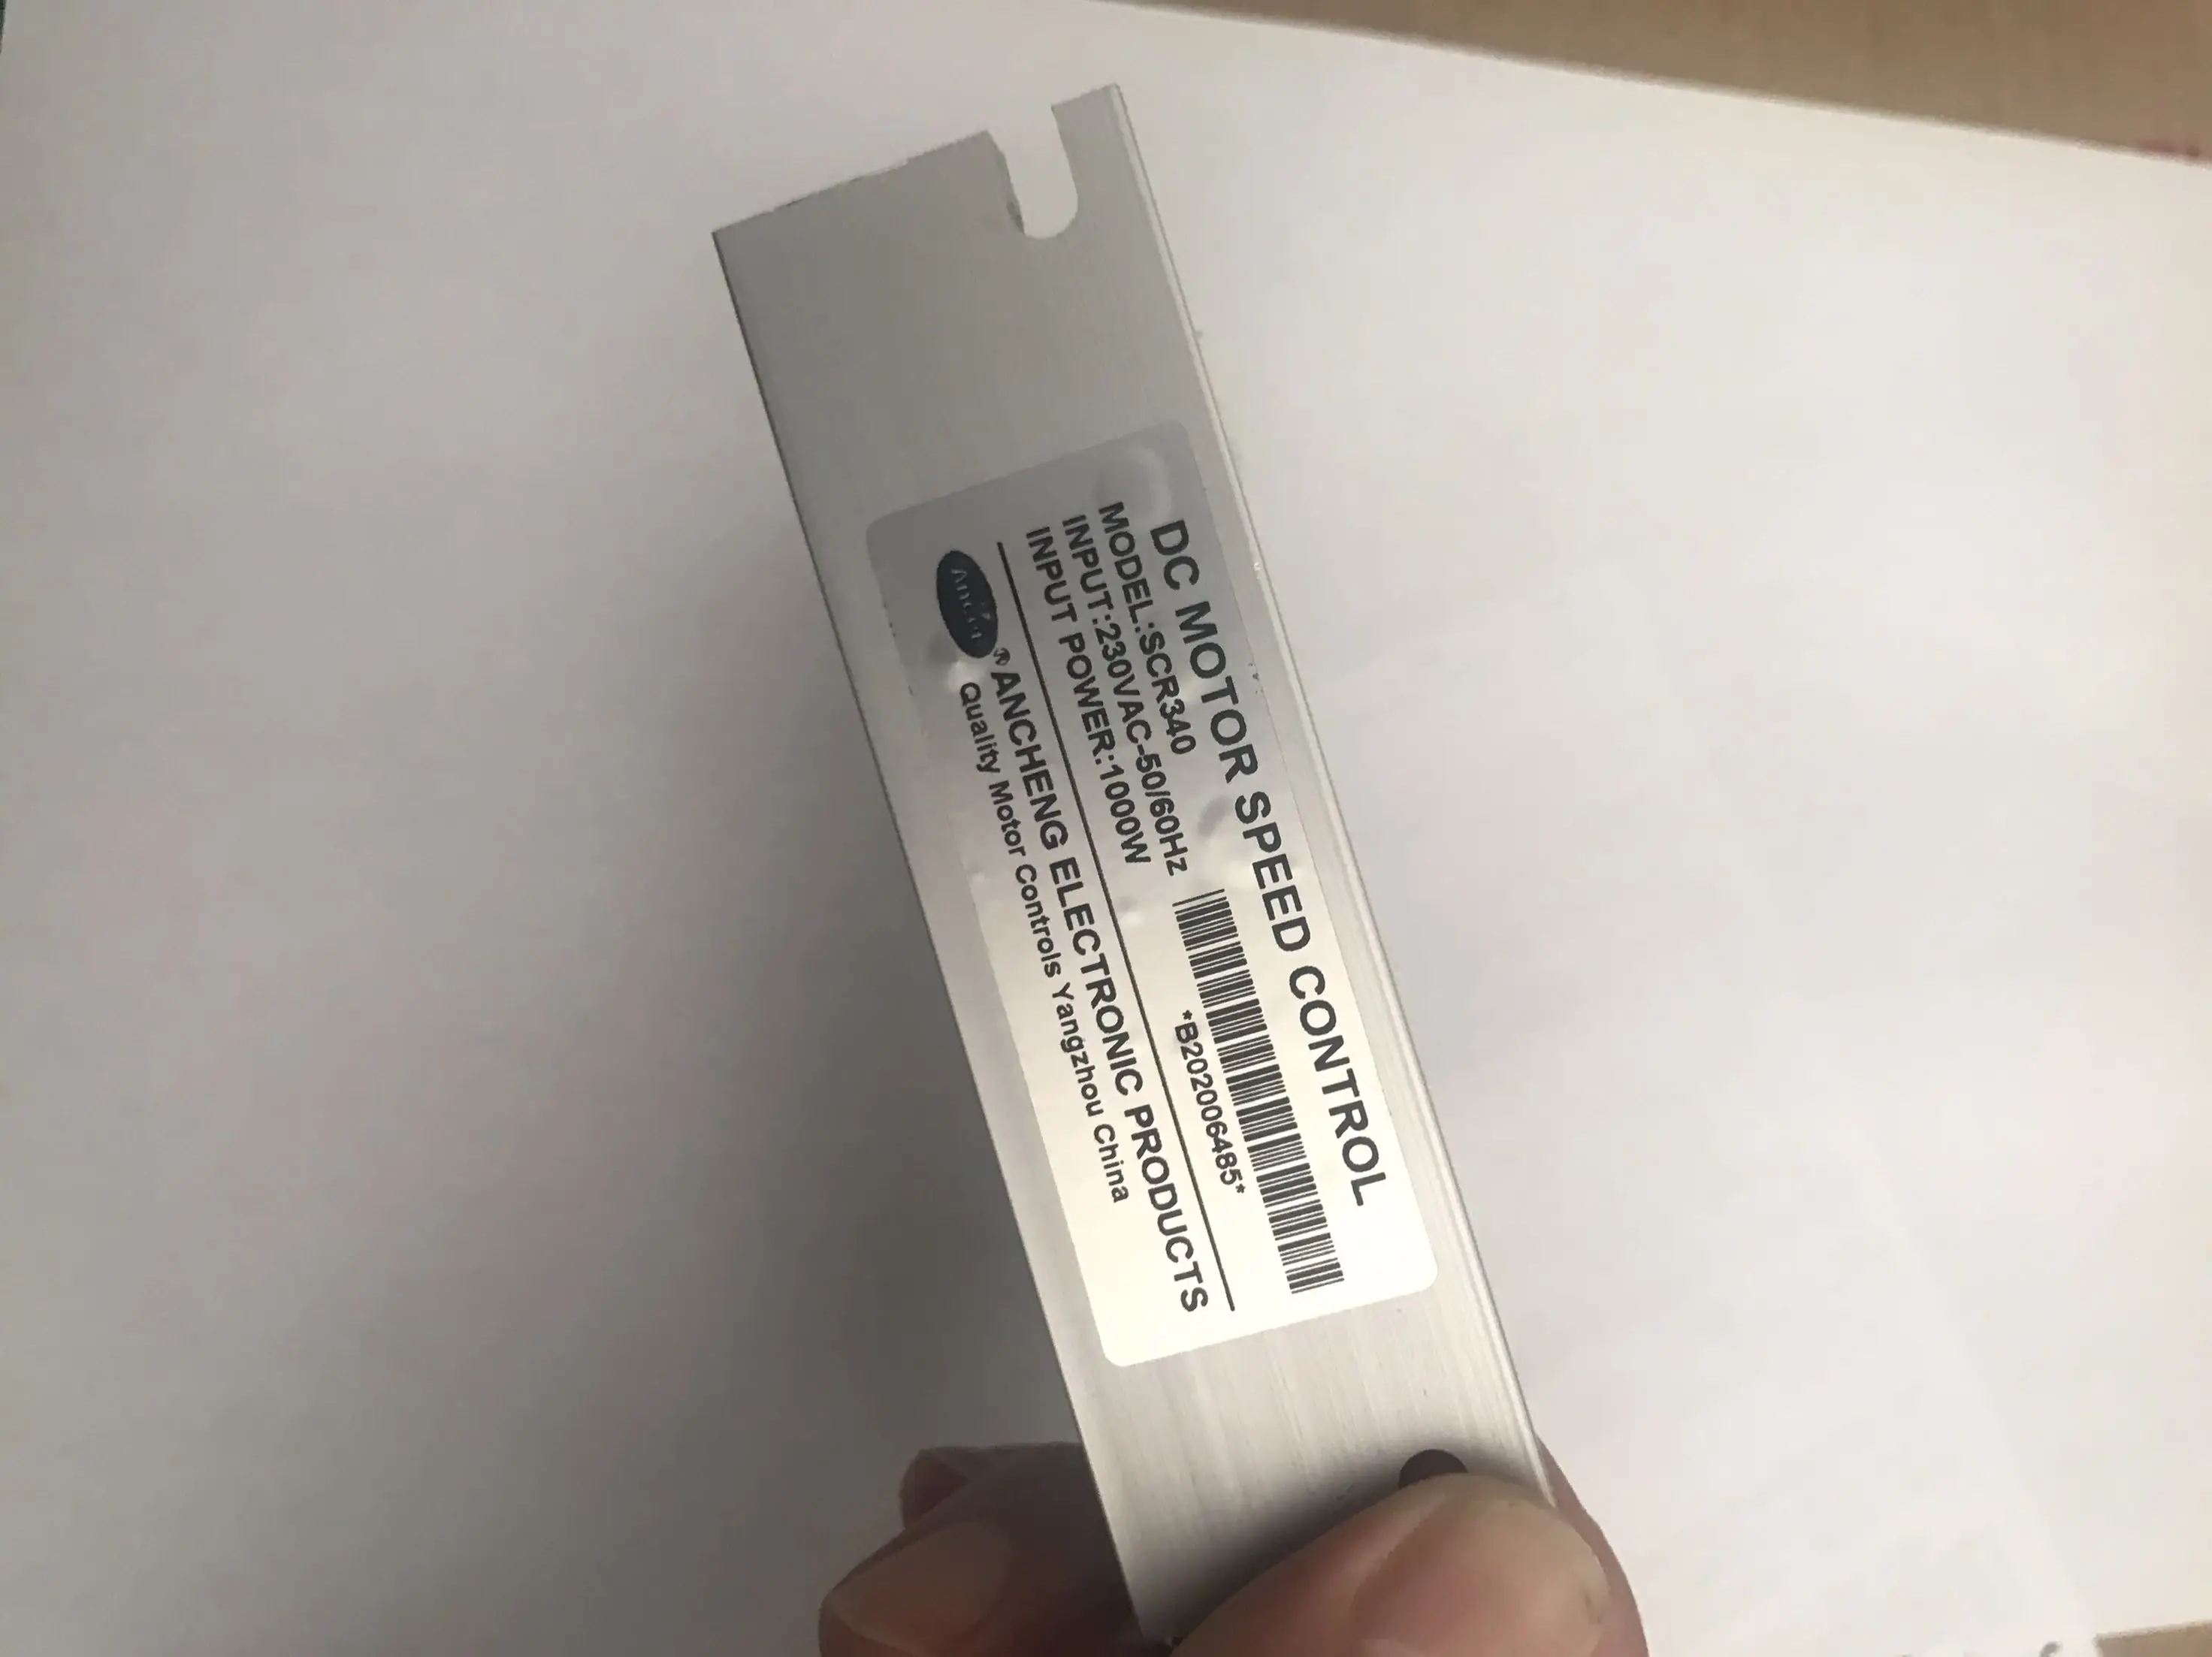 DC MOTOR SPEED CONTROL
MODEL:SCR340
INPUT:230VAC-50/60Hz
INPUT POWER:1000W
*B202006485*
® ANCHENG ELECTRONIC PRODUCTS
Quality Motor Controls Yangzhou China